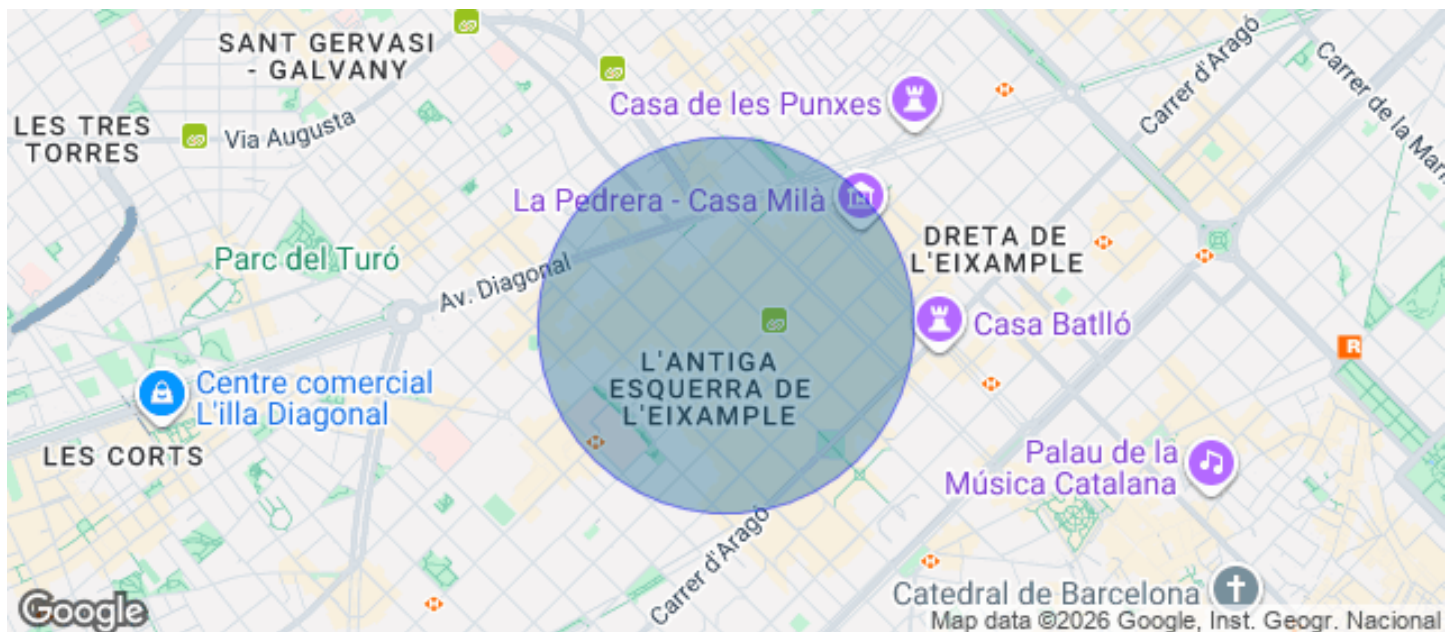 SANT GERVASI
- GALVANY
LES TRES
TORRES
Via Augusta
Casa de les Punxes
Carrer d'Aragó
Carrer de la Mari
La Pedrera - Casa Milà
DRETA DE
L'EIXAMPLE
Parc del Turó
Av. Diagonal
Casa Batlló
R
L'ANTIGA
ESQUERRA DE
L'EIXAMPLE
Centre comercial
L'illa Diagonal
LES CORTS
Palau de la
Música Catalana
Carrer d'Aragó
Catedral de Barcelona
Google
Map data ©2026 Google, Inst. Geogr. Nacional